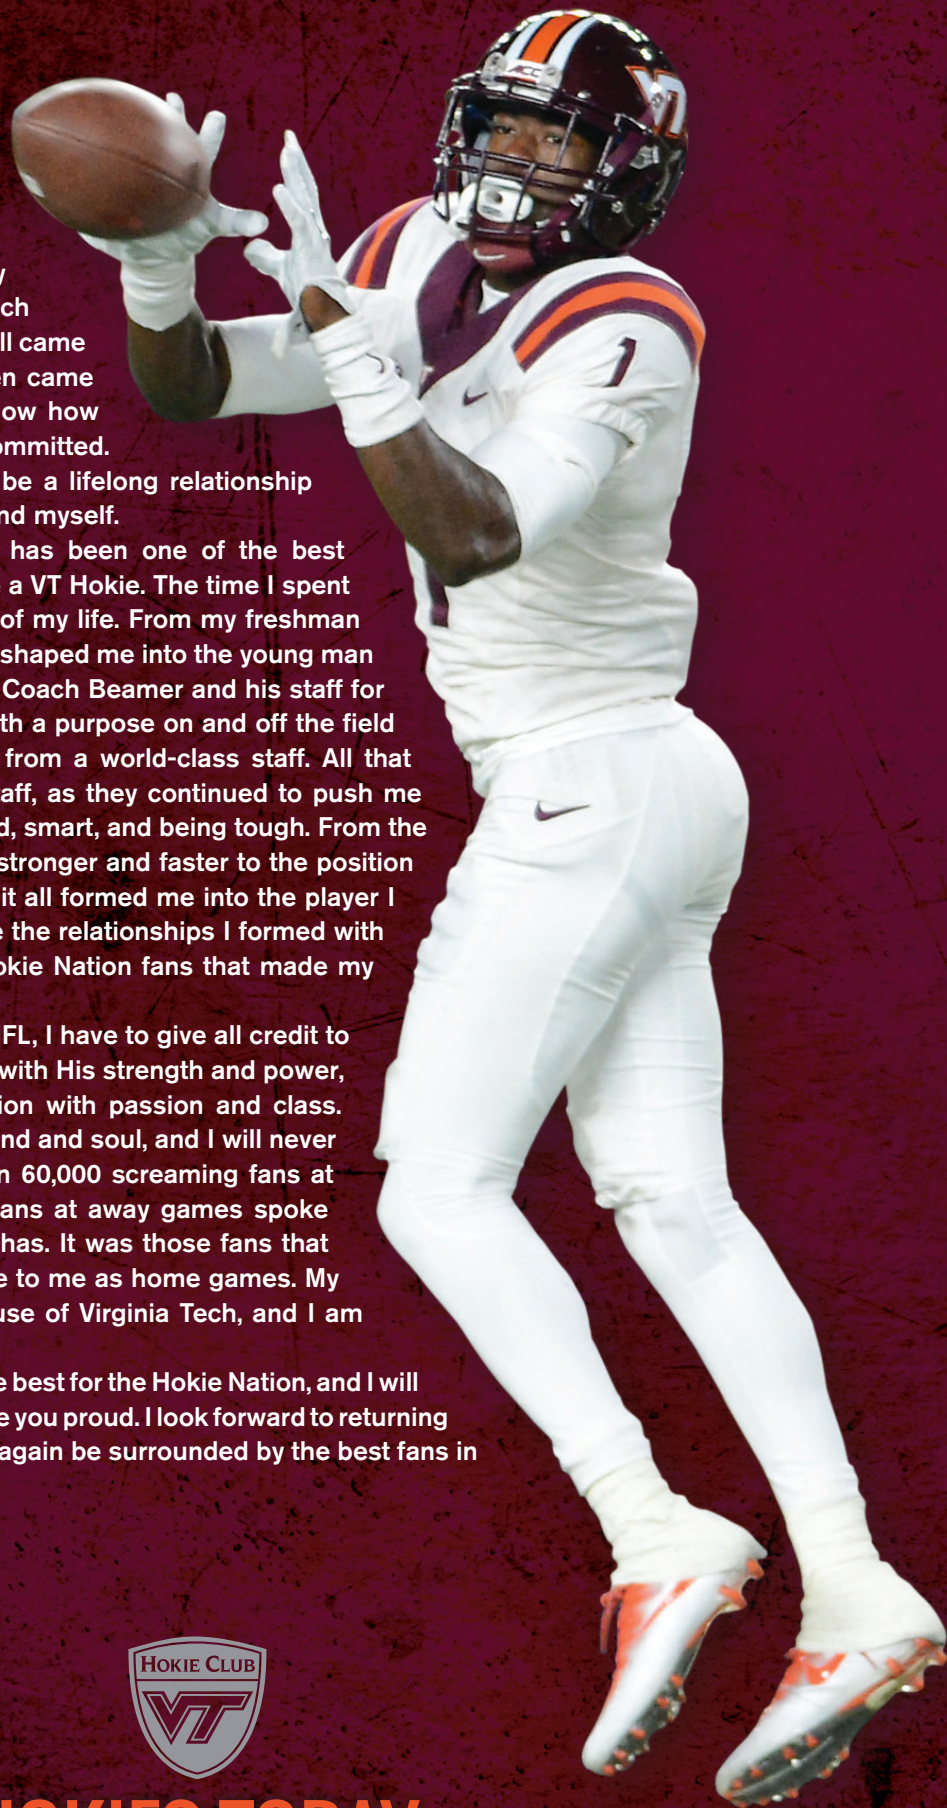 ACC
VT
1
ch
ll came
en came
ow how
ommitted.
be a lifelong relationship
nd myself.
has been one of the best
a VT Hokie. The time I spent
of my life. From my freshman
shaped me into the young man
Coach Beamer and his staff for
th a purpose on and off the field
from a world-class staff. All that
taff, as they continued to push me
d, smart, and being tough. From the
stronger and faster to the position
it all formed me into the player I
e the relationships I formed with
okie Nation fans that made my
FL, I have to give all credit to
with His strength and power,
ion with passion and class.
nd and soul, and I will never
n 60,000 screaming fans at
ans at away games spoke
has. It was those fans that
e to me as home games. My
use of Virginia Tech, and I am
e best for the Hokie Nation, and I will
e you proud. I look forward to returning
again be surrounded by the best fans in
HOKIE CLUB
VT
TODAY